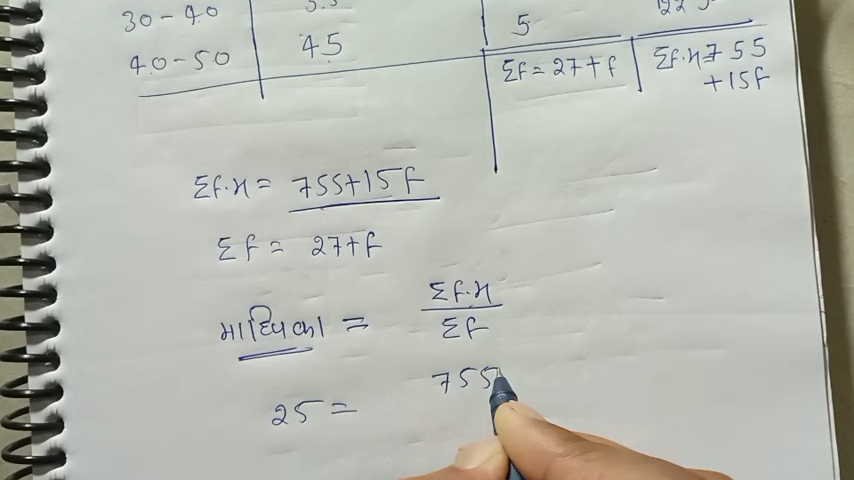 30-40 5
40-50 45 Σf=27+f Σf.x=755
+15f
Σf.x= 755+15f
Σf= 27+f
माध्यिका = Σf.x
Σf
25= 755